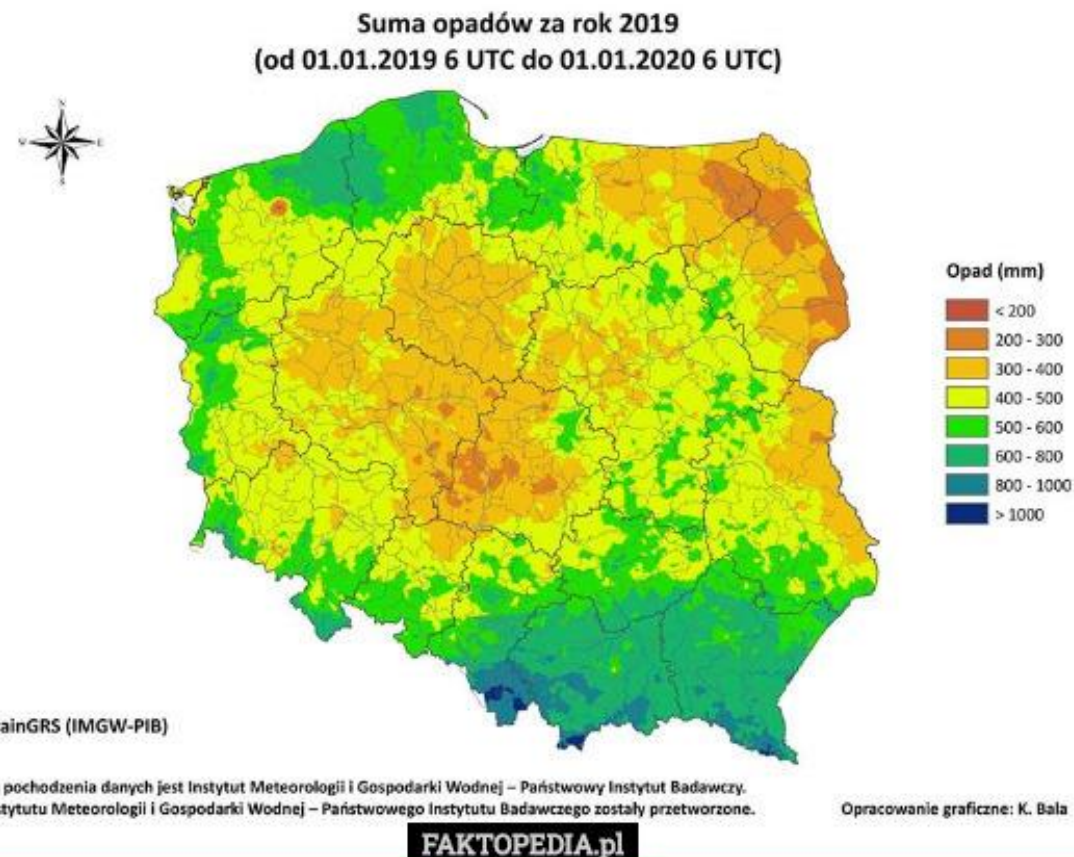 Suma opadów za rok 2019
(od 01.01.2019 6 UTC do 01.01.2020 6 UTC)
N
W
E
S
Opad (mm)
< 200
200 - 300
300 - 400
400 - 500
500 - 600
600 - 800
800 - 1000
> 1000
ainGRS (IMGW-PIB)
pochodzenia danych jest Instytut Meteorologii i Gospodarki Wodnej – Państwowy Instytut Badawczy.
stytutu Meteorologii i Gospodarki Wodnej – Państwowego Instytutu Badawczego zostały przetworzone.
Opracowanie graficzne: K. Bala
FAKTOPEDIA.pl